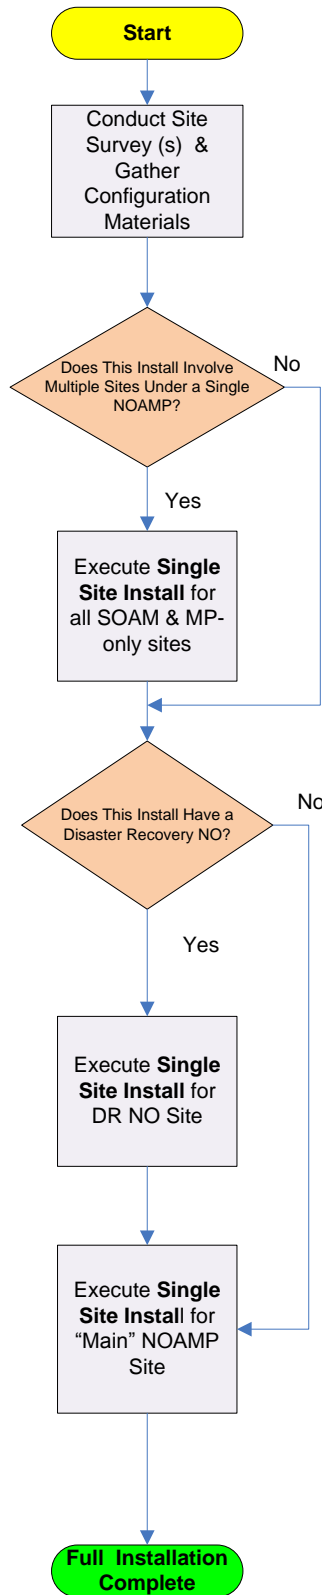 Start
Conduct Site
Survey (s) &
Gather
Configuration
Materials
Does This Install Involve
Multiple Sites Under a Single
NOAMP?
No
Yes
Execute Single
Site Install for
all SOAM & MP-
only sites
Does This Install Have a
Disaster Recovery NO?
No
Yes
Execute Single
Site Install for
DR NO Site
Execute Single
Site Install for
“Main” NOAMP
Site
Full Installation
Complete